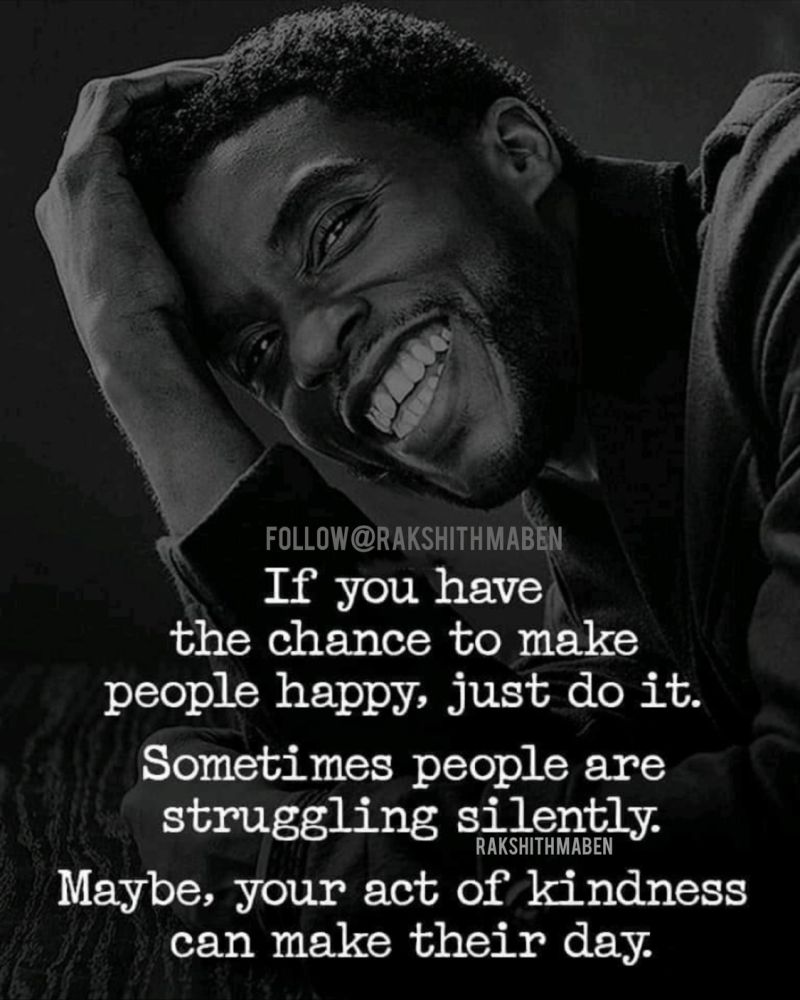 FOLLOW@RAKSHITHMABEN
If you have
the chance to make
people happy, just do it.
Sometimes people are
struggling silently.
RAKSHITHMABEN
Maybe, your act of kindness
can make their day.